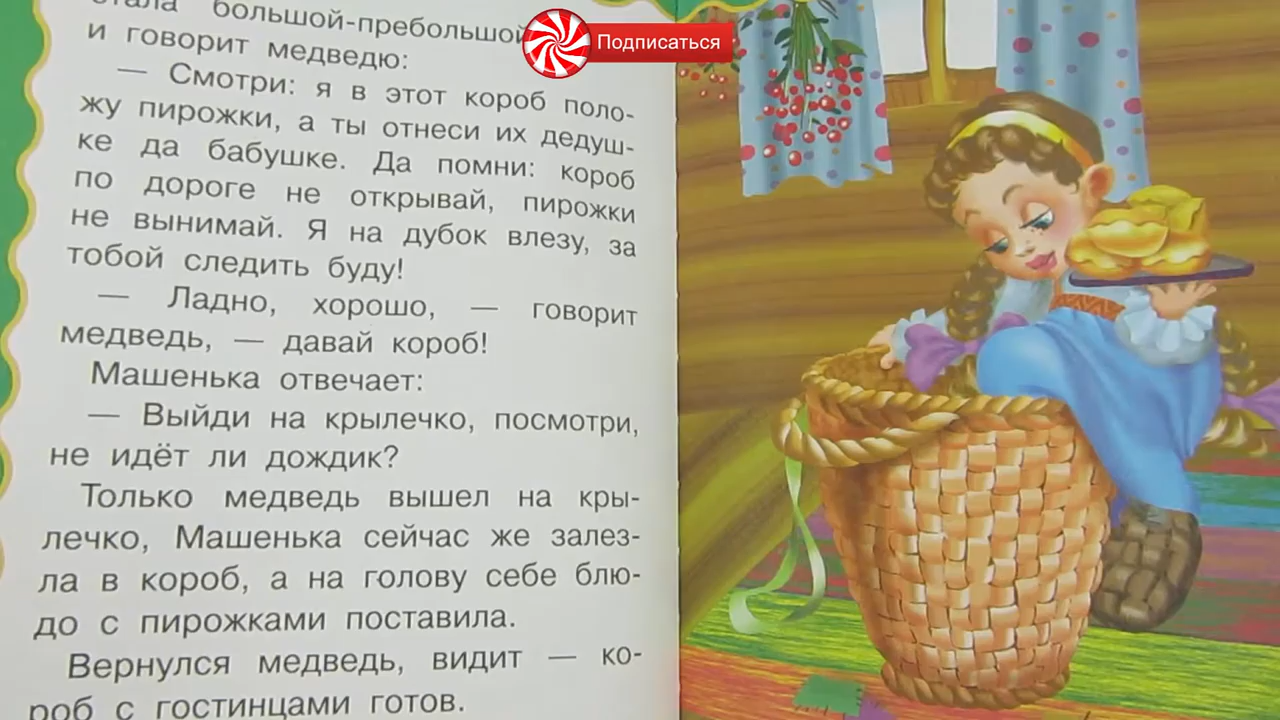 стала большой-пребольшой
и говорит медведю:
— Смотри: я в этот короб поло-
жу пирожки, а ты отнеси их дедуш-
ке да бабушке. Да помни: короб
по дороге не открывай, пирожки
не вынимай. Я на дубок влезу, за
тобой следить буду!
— Ладно, хорошо, — говорит
медведь, — давай короб!
Машенька отвечает:
— Выйди на крылечко, посмотри,
не идёт ли дождик?
Только медведь вышел на кры-
лечко, Машенька сейчас же залез-
ла в короб, а на голову себе блю-
до с пирожками поставила.
Вернулся медведь, видит — ко-
роб с гостинцами готов.
Подписаться